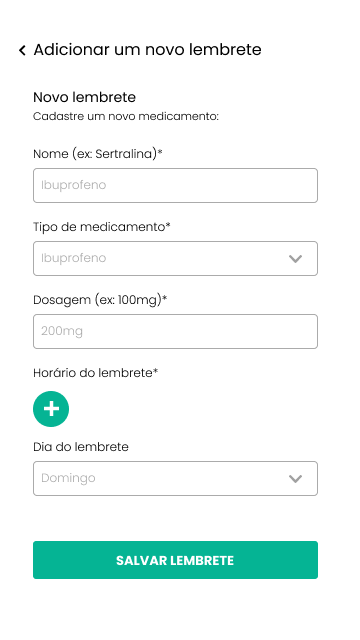 Adicionar um novo lembrete
Novo lembrete
Cadastre um novo medicamento:
Nome (ex: Sertralina)*
Ibuprofeno
Tipo de medicamento*
Ibuprofeno
Dosagem (ex: 100mg)*
200mg
Horário do lembrete*
Dia do lembrete
Domingo
SALVAR LEMBRETE